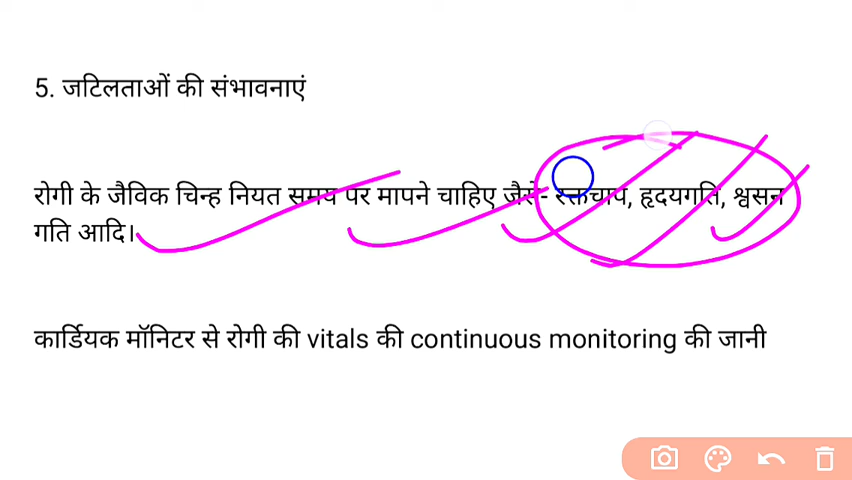 5. जटिलताओं की संभावनाएं
रोगी के जैविक चिन्ह नियत समय पर मापने चाहिए जैसे- रक्तचाप, हृदयगति, श्वसन
गति आदि।
कार्डियक मॉनिटर से रोगी की vitals की continuous monitoring की जानी